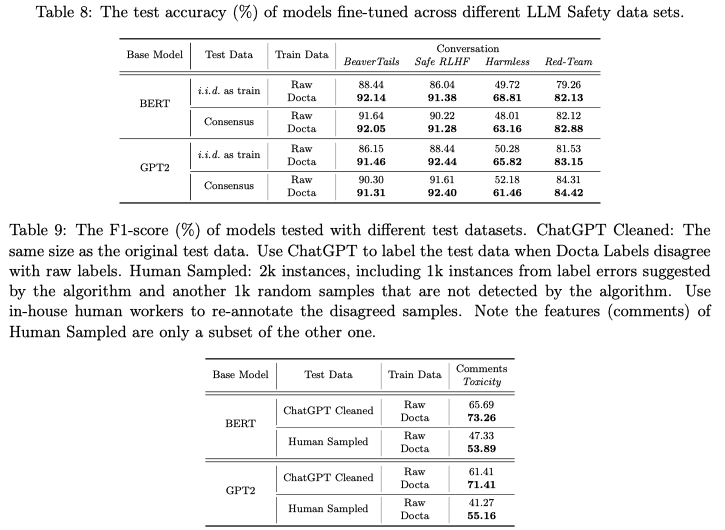 Table 8: The test accuracy (%) of models fine-tuned across different LLM Safety data sets.
Base Model Test Data Train Data Conversation
BeaverTails Safe RLHF Harmless Red-Team
BERT
i.i.d. as train
Raw 88.44 86.04 49.72 79.26
Docta 92.14 91.38 68.81 82.13
Consensus
Raw 91.64 90.22 48.01 82.12
Docta 92.05 91.28 63.16 82.88
GPT2
i.i.d. as train
Raw 86.15 88.44 50.28 81.53
Docta 91.46 92.44 65.82 83.15
Consensus
Raw 90.30 91.61 52.18 84.31
Docta 91.31 92.40 61.46 84.42
Table 9: The F1-score (%) of models tested with different test datasets. ChatGPT Cleaned: The
same size as the original test data. Use ChatGPT to label the test data when Docta Labels disagree
with raw labels. Human Sampled: 2k instances, including 1k instances from label errors suggested
by the algorithm and another 1k random samples that are not detected by the algorithm. Use
in-house human workers to re-annotate the disagreed samples. Note the features (comments) of
Human Sampled are only a subset of the other one.
Base Model Test Data Train Data Comments
Toxicity
BERT
ChatGPT Cleaned
Raw 65.69
Docta 73.26
Human Sampled
Raw 47.33
Docta 53.89
GPT2
ChatGPT Cleaned
Raw 61.41
Docta 71.41
Human Sampled
Raw 41.27
Docta 55.16